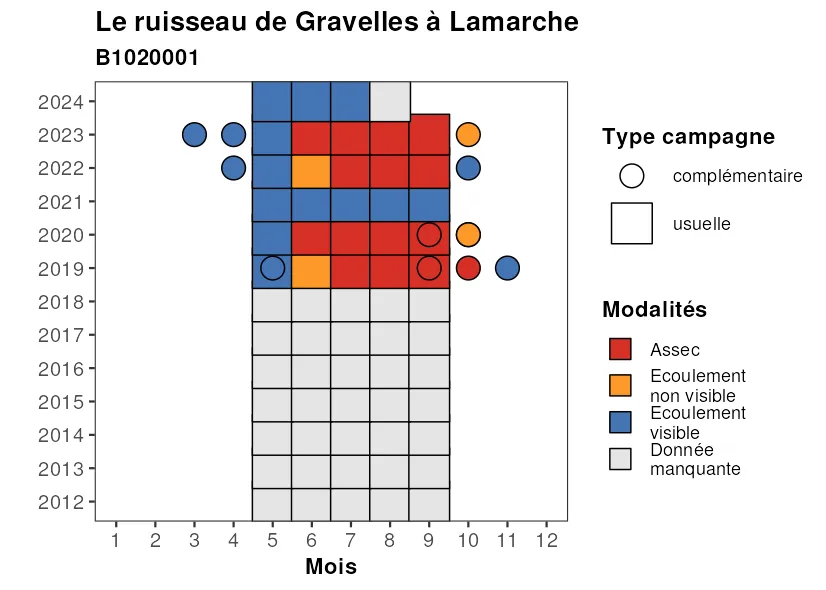 Le ruisseau de Gravelles à Lamarche
B1020001
2024
2023
2022
2021
2020
2019
2018
2017
2016
2015
2014
2013
2012
1 2 3 4 5 6 7 8 9 10 11 12
Mois
Type campagne
complémentaire
usuelle
Modalités
Assec
Ecoulement
non visible
Ecoulement
visible
Donnée
manquante